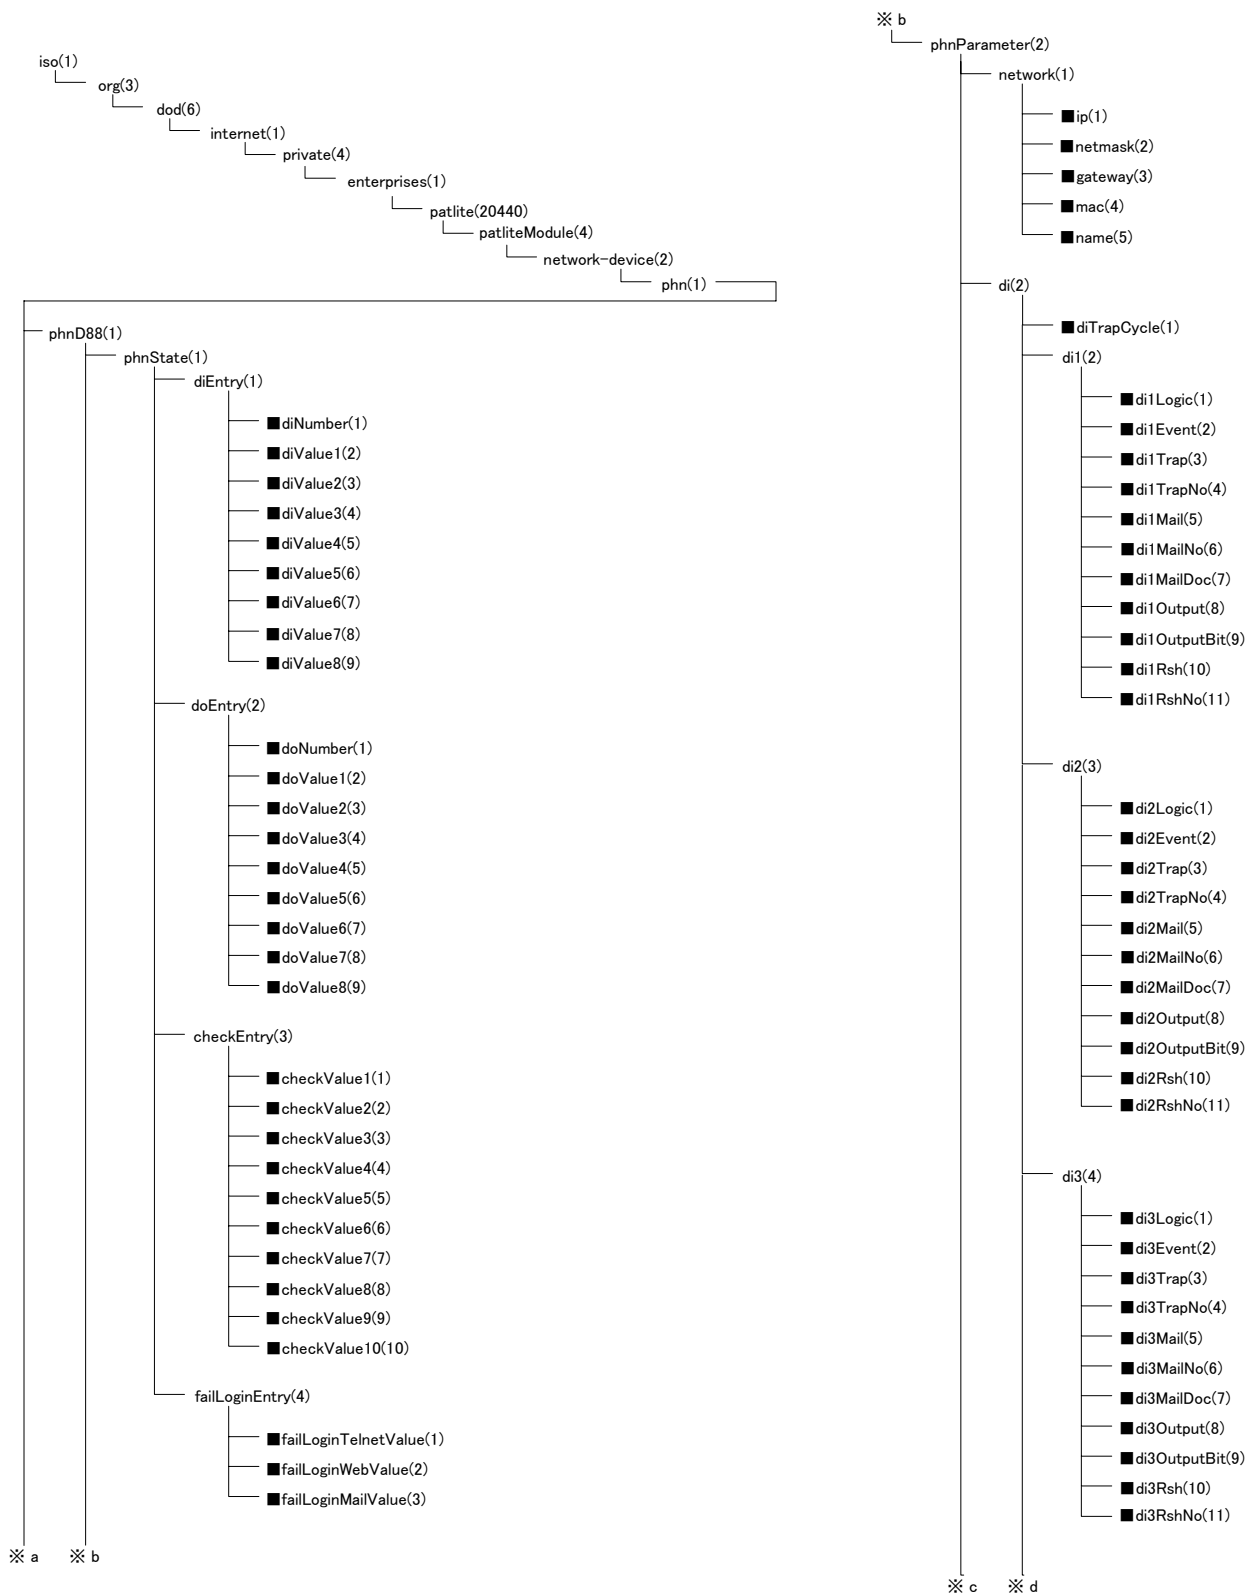 iso(1)
org(3)
dod(6)
internet(1)
private(4)
enterprises(1)
patlite(20440)
patliteModule(4)
network-device(2)
phn(1)
phnD88(1)
phnState(1)
diEntry(1)
■diNumber(1)
■diValue1(2)
■diValue2(3)
■diValue3(4)
■diValue4(5)
■diValue5(6)
■diValue6(7)
■diValue7(8)
■diValue8(9)
doEntry(2)
■doNumber(1)
■doValue1(2)
■doValue2(3)
■doValue3(4)
■doValue4(5)
■doValue5(6)
■doValue6(7)
■doValue7(8)
■doValue8(9)
checkEntry(3)
■checkValue1(1)
■checkValue2(2)
■checkValue3(3)
■checkValue4(4)
■checkValue5(5)
■checkValue6(6)
■checkValue7(7)
■checkValue8(8)
■checkValue9(9)
■checkValue10(10)
failLoginEntry(4)
■failLoginTelnetValue(1)
■failLoginWebValue(2)
■failLoginMailValue(3)
※ a
※ b
※ b
phnParameter(2)
network(1)
■ip(1)
■netmask(2)
■gateway(3)
■mac(4)
■name(5)
di(2)
■diTrapCycle(1)
di1(2)
■di1Logic(1)
■di1Event(2)
■di1Trap(3)
■di1TrapNo(4)
■di1Mail(5)
■di1MailNo(6)
■di1MailDoc(7)
■di1Output(8)
■di1OutputBit(9)
■di1Rsh(10)
■di1RshNo(11)
di2(3)
■di2Logic(1)
■di2Event(2)
■di2Trap(3)
■di2TrapNo(4)
■di2Mail(5)
■di2MailNo(6)
■di2MailDoc(7)
■di2Output(8)
■di2OutputBit(9)
■di2Rsh(10)
■di2RshNo(11)
di3(4)
■di3Logic(1)
■di3Event(2)
■di3Trap(3)
■di3TrapNo(4)
■di3Mail(5)
■di3MailNo(6)
■di3MailDoc(7)
■di3Output(8)
■di3OutputBit(9)
■di3Rsh(10)
■di3RshNo(11)
※ c
※ d